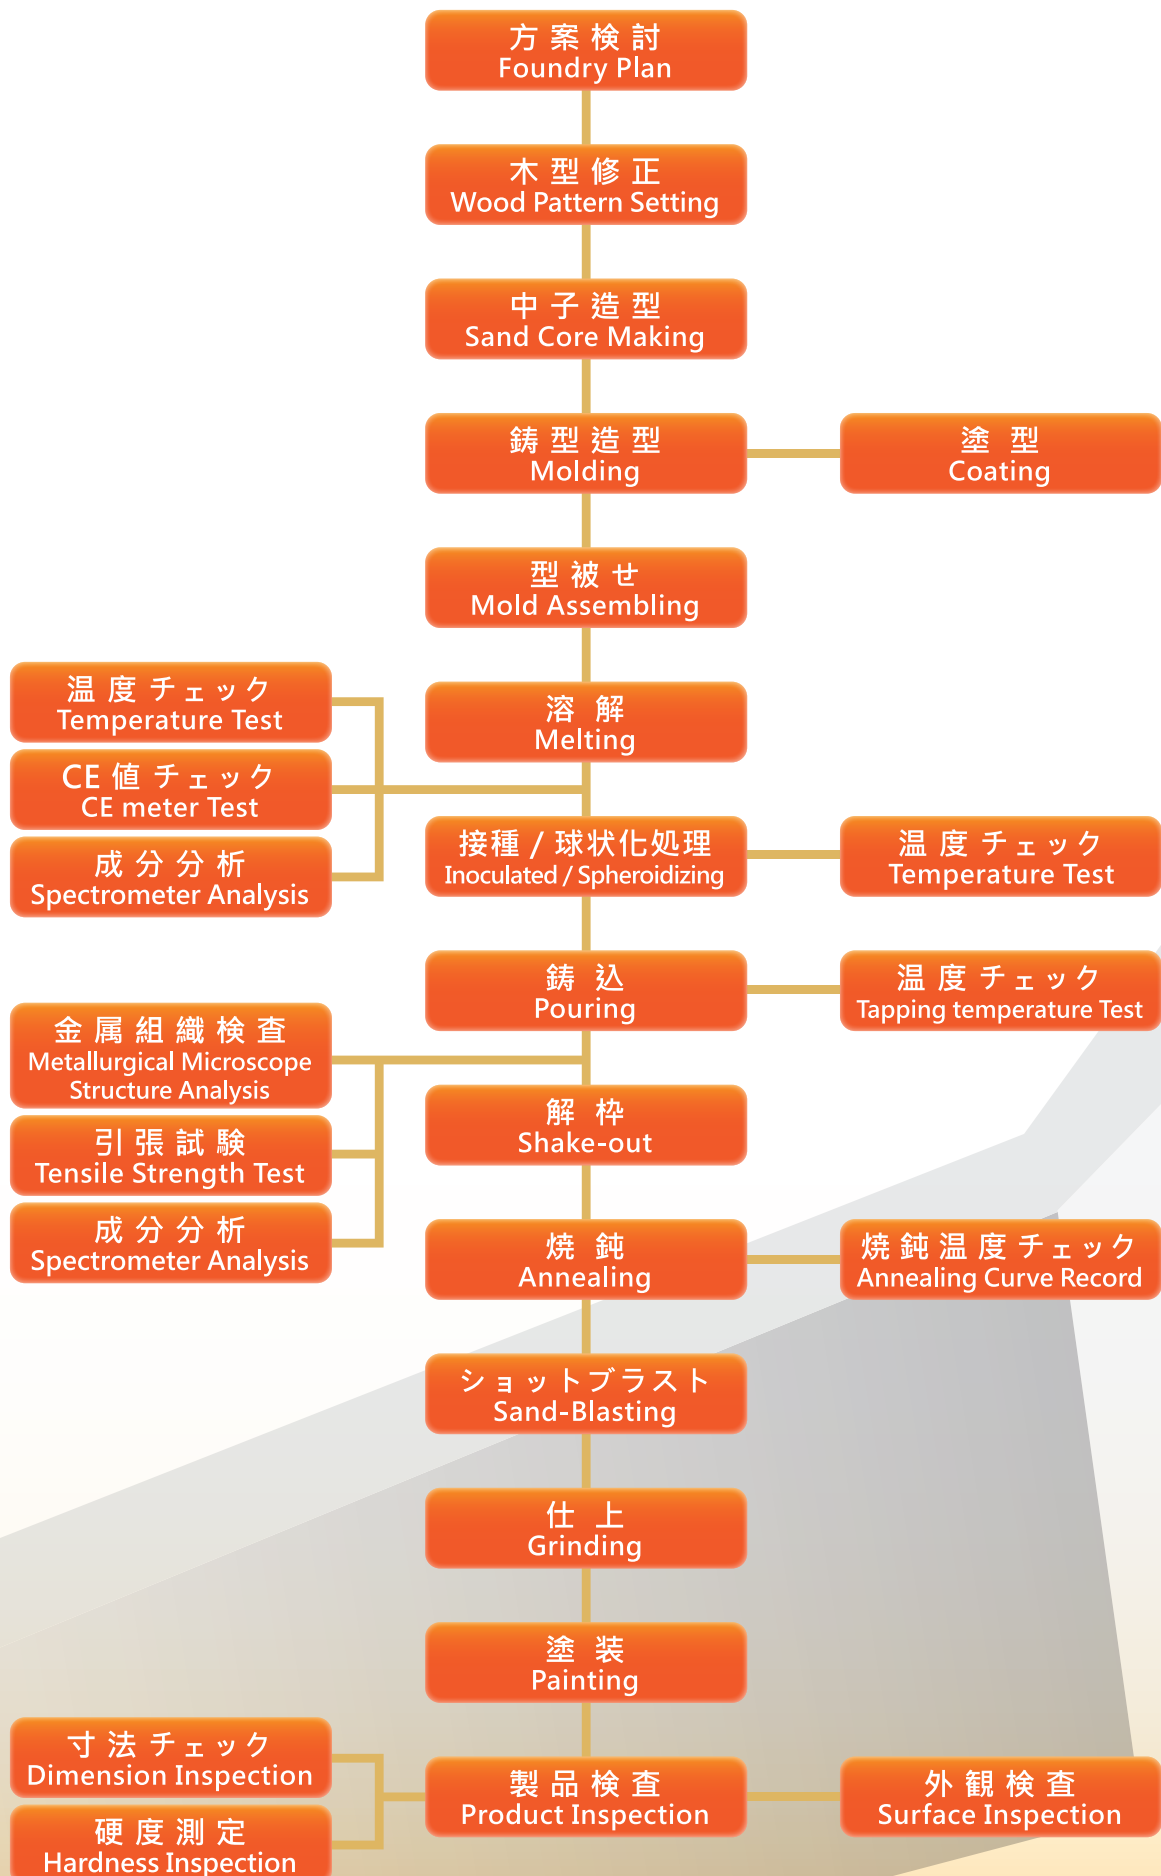 方案検討
Foundry Plan
木型修正
Wood Pattern Setting
中子造型
Sand Core Making
鋳型造型
Molding
塗型
Coating
型被せ
Mold Assembling
温度チェック
Temperature Test
溶解
Melting
CE値チェック
CE meter Test
接種 / 球状化処理
Inoculated / Spheroidizing
温度チェック
Temperature Test
成分分析
Spectrometer Analysis
鋳込
Pouring
温度チェック
Tapping temperature Test
金属組織検査
Metallurgical Microscope
Structure Analysis
解枠
Shake-out
引張試験
Tensile Strength Test
成分分析
Spectrometer Analysis
焼鈍
Annealing
焼鈍温度チェック
Annealing Curve Record
ショットブラスト
Sand-Blasting
仕上
Grinding
塗装
Painting
寸法チェック
Dimension Inspection
製品検査
Product Inspection
外観検査
Surface Inspection
硬度測定
Hardness Inspection